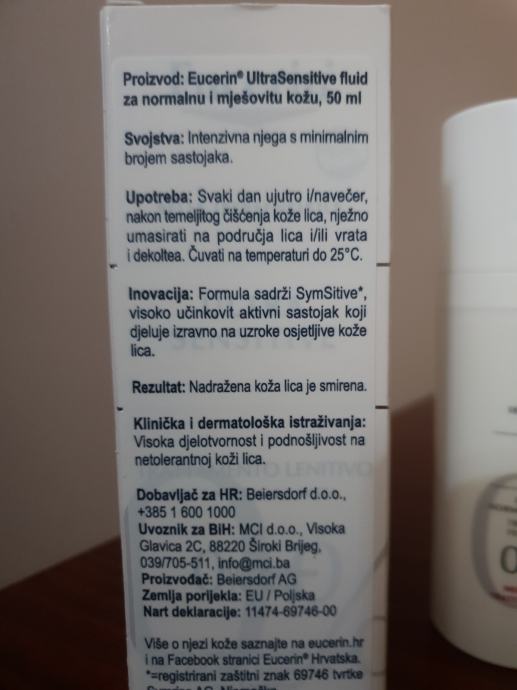 Proizvod: Eucerin® UltraSensitive fluid
za normalnu i mješovitu kožu, 50 ml
Svojstva: Intenzivna njega s minimalnim
brojem sastojaka.
Upotreba: Svaki dan ujutro i/navečer,
nakon temeljitog čišćenja kože lica, nježno
umasirati na područja lica i/ili vrata
i dekoltea. Čuvati na temperaturi do 25°C.
Inovacija: Formula sadrži SymSitive*,
visoko učinkovit aktivni sastojak koji
djeluje izravno na uzroke osjetljive kože
lica.
Rezultat: Nadražena koža lica je smirena.
Klinička i dermatološka istraživanja:
Visoka djelotvornost i podnošljivost na
netolerantnoj koži lica.
TRATTAMENTO LENITIVO
Dobavljač za HR: Beiersdorf d.o.o.,
+385 1 600 1000
Uvoznik za BiH: MCI d.o.o., Visoka
Glavica 2C, 88220 Široki Brijeg,
039/705-511, info@mci.ba
Proizvođač: Beiersdorf AG
Zemlja porijekla: EU / Poljska
Nart deklaracije: 11474-69746-00
Više o njezi kože saznajte na eucerin.hr
i na Facebook stranici Eucerin® Hrvatska.
*=registrirani zaštitni znak 69746 tvrtke